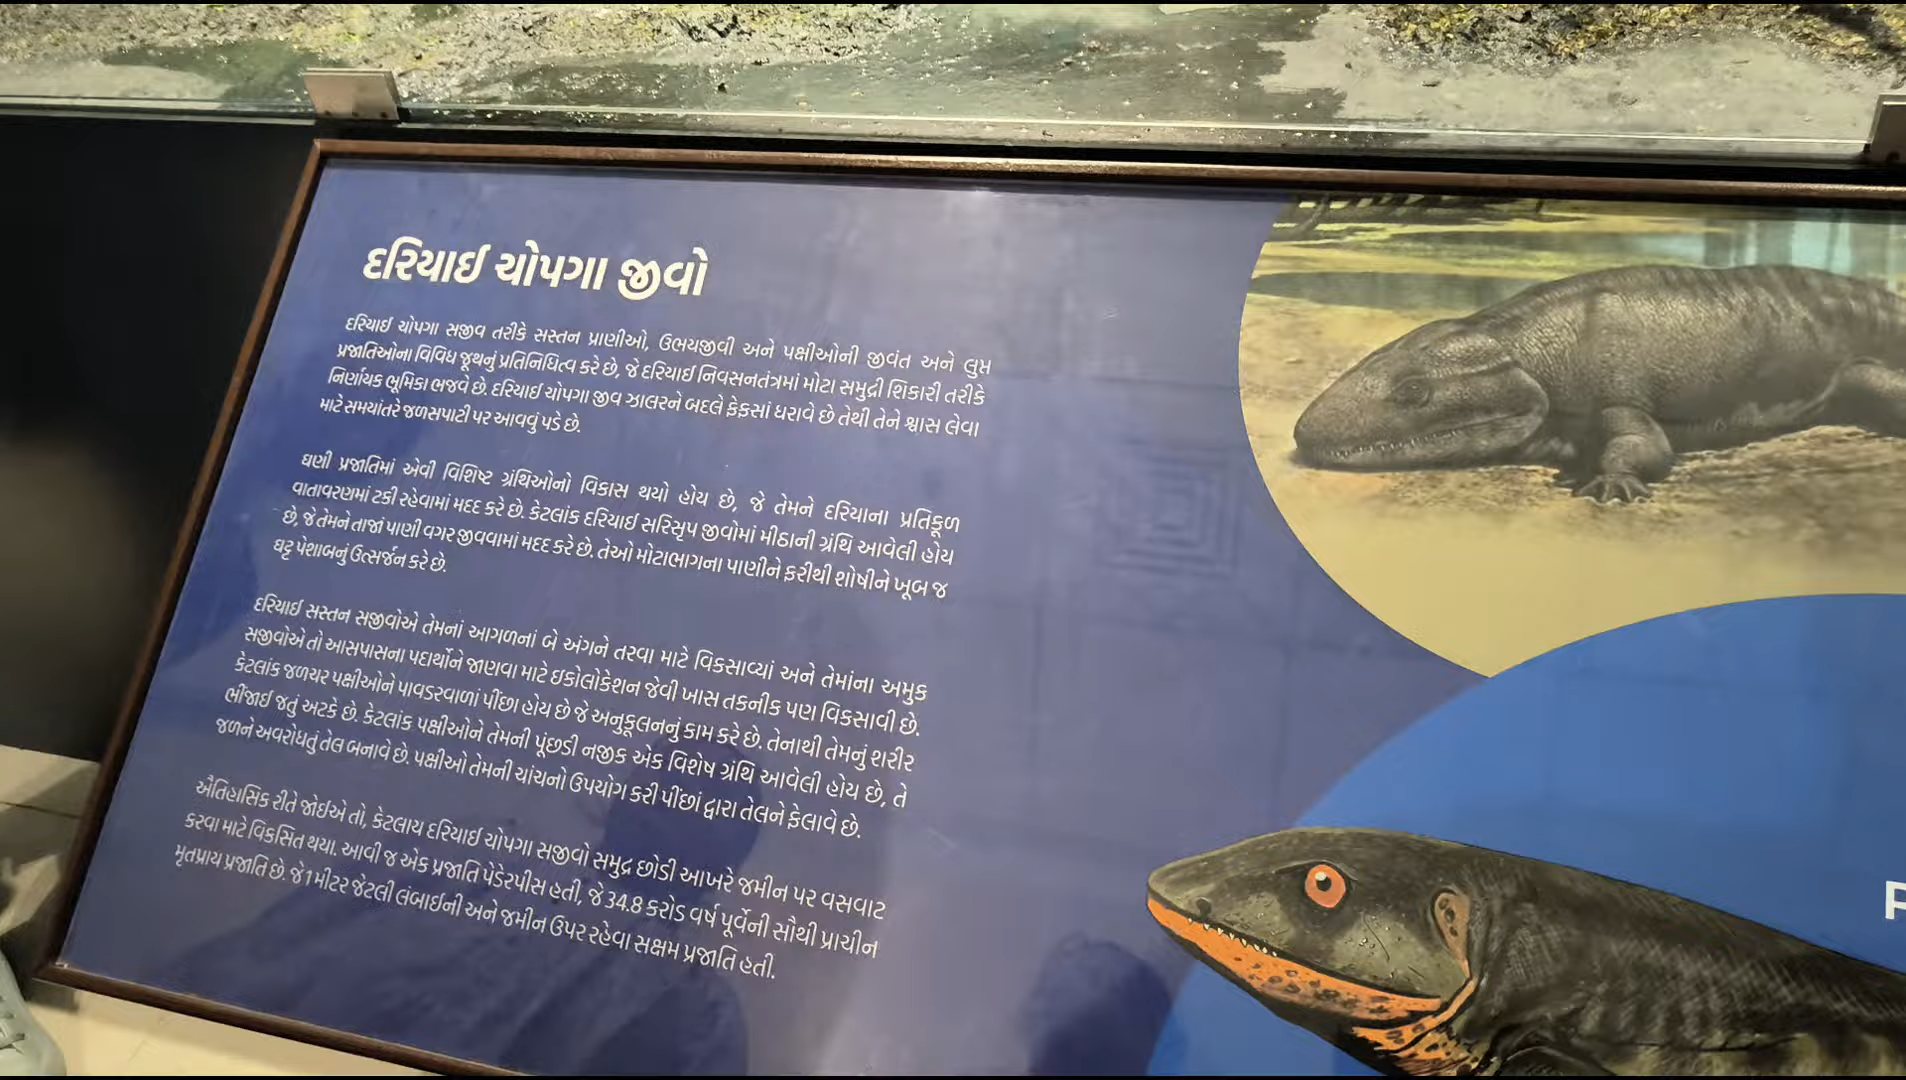 દરિયાઈ ચોપગા જીવો
દરિયાઈ ચોપગા સજીવ તરીકે સસ્તન પ્રાણીઓ, ઉભયજીવી અને પક્ષીઓની જીવંત અને લુપ્ત
પ્રજાતિઓના વિવિધ જૂથનું પ્રતિનિધિત્વ કરે છે, જે દરિયાઈ નિવસનતંત્રમાં મોટા સમુદ્રી શિકારી તરીકે
નિર્ણાયક ભૂમિકા ભજવે છે. દરિયાઈ ચોપગા જીવ ઝાલરને બદલે ફેફસાં ધરાવે છે તેથી તેને શ્વાસ લેવા
માટે સમયાંતરે જળસપાટી પર આવવું પડે છે.
ઘણી પ્રજાતિમાં એવી વિશિષ્ટ ગ્રંથિઓનો વિકાસ થયો હોય છે, જે તેમને દરિયાના પ્રતિકૂળ
વાતાવરણમાં ટકી રહેવામાં મદદ કરે છે. કેટલાંક દરિયાઈ સરિસૃપ જીવોમાં મીઠાની ગ્રંથિ આવેલી હોય
છે, જે તેમને તાજાં પાણી વગર જીવવામાં મદદ કરે છે. તેઓ મોટાભાગના પાણીને ફરીથી શોષીને ખૂબ જ
ઘટ્ટ પેશાબનું ઉત્સર્જન કરે છે.
દરિયાઈ સસ્તન સજીવોએ તેમનાં આગળનાં બે અંગને તરવા માટે વિકસાવ્યાં અને તેમાંના અમુક
સજીવોએ તો આસપાસના પદાર્થોને જાણવા માટે ઇકોલોકેશન જેવી ખાસ તકનીક પણ વિકસાવી છે.
કેટલાંક જળચર પક્ષીઓને પાવડરવાળાં પીંછા હોય છે જે અનુકૂલનનું કામ કરે છે. તેનાથી તેમનું શરીર
ભીંજાઈ જતું અટકે છે. કેટલાંક પક્ષીઓને તેમની પૂંછડી નજીક એક વિશેષ ગ્રંથિ આવેલી હોય છે, તે
જળને અવરોધતું તેલ બનાવે છે. પક્ષીઓ તેમની ચાંચનો ઉપયોગ કરી પીંછાં દ્વારા તેલને ફેલાવે છે.
ઐતિહાસિક રીતે જોઈએ તો, કેટલાય દરિયાઈ ચોપગા સજીવો સમુદ્ર છોડી આખરે જમીન પર વસવાટ
કરવા માટે વિકસિત થયા. આવી જ એક પ્રજાતિ પેડેરપીસ હતી, જે 34.8 કરોડ વર્ષ પૂર્વેની સૌથી પ્રાચીન
મૃતપ્રાય પ્રજાતિ છે. જે 1 મીટર જેટલી લંબાઈની અને જમીન ઉપર રહેવા સક્ષમ પ્રજાતિ હતી.